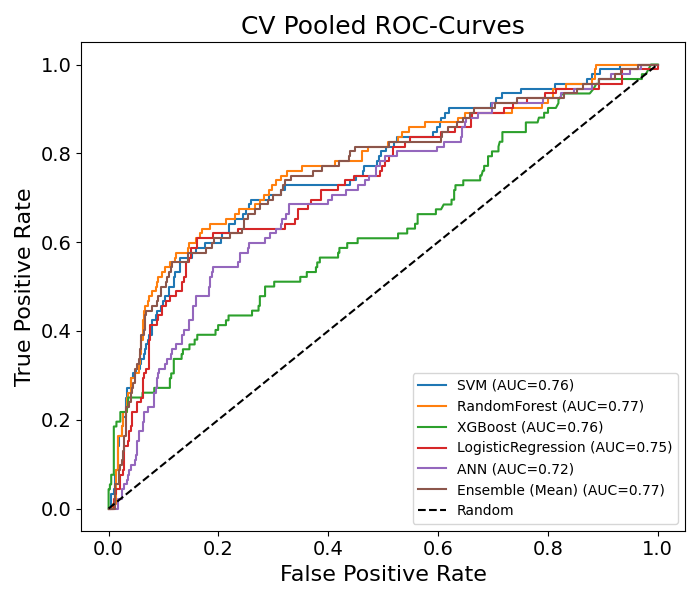 CV Pooled ROC-Curves
True Positive Rate
1.0
0.8
0.6
0.4
0.2
0.0
SVM (AUC=0.76)
RandomForest (AUC=0.77)
XGBoost (AUC=0.76)
LogisticRegression (AUC=0.75)
ANN (AUC=0.72)
Ensemble (Mean) (AUC=0.77)
Random
0.0 0.2 0.4 0.6 0.8 1.0
False Positive Rate